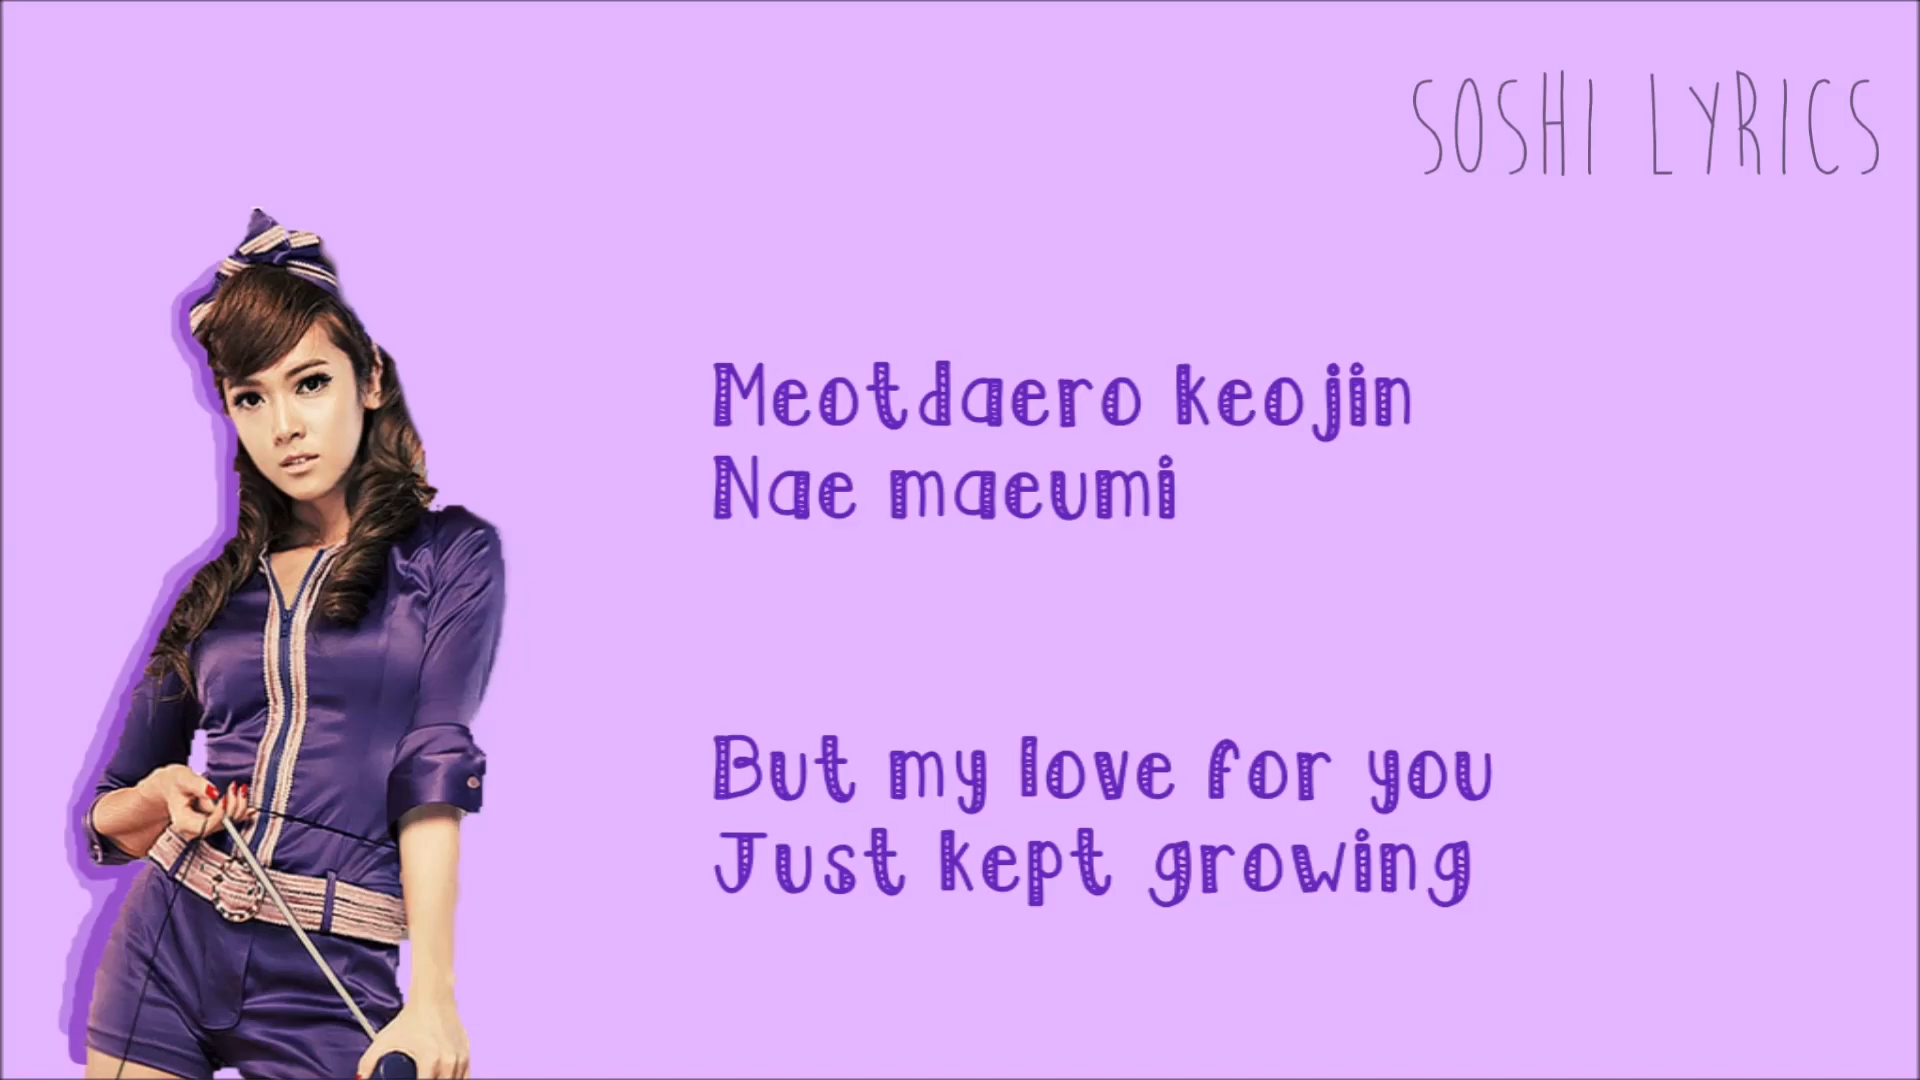 SOSHI LYRICS
Meotdaero keojin
Nae maeumi
But my love for you
Just kept growing